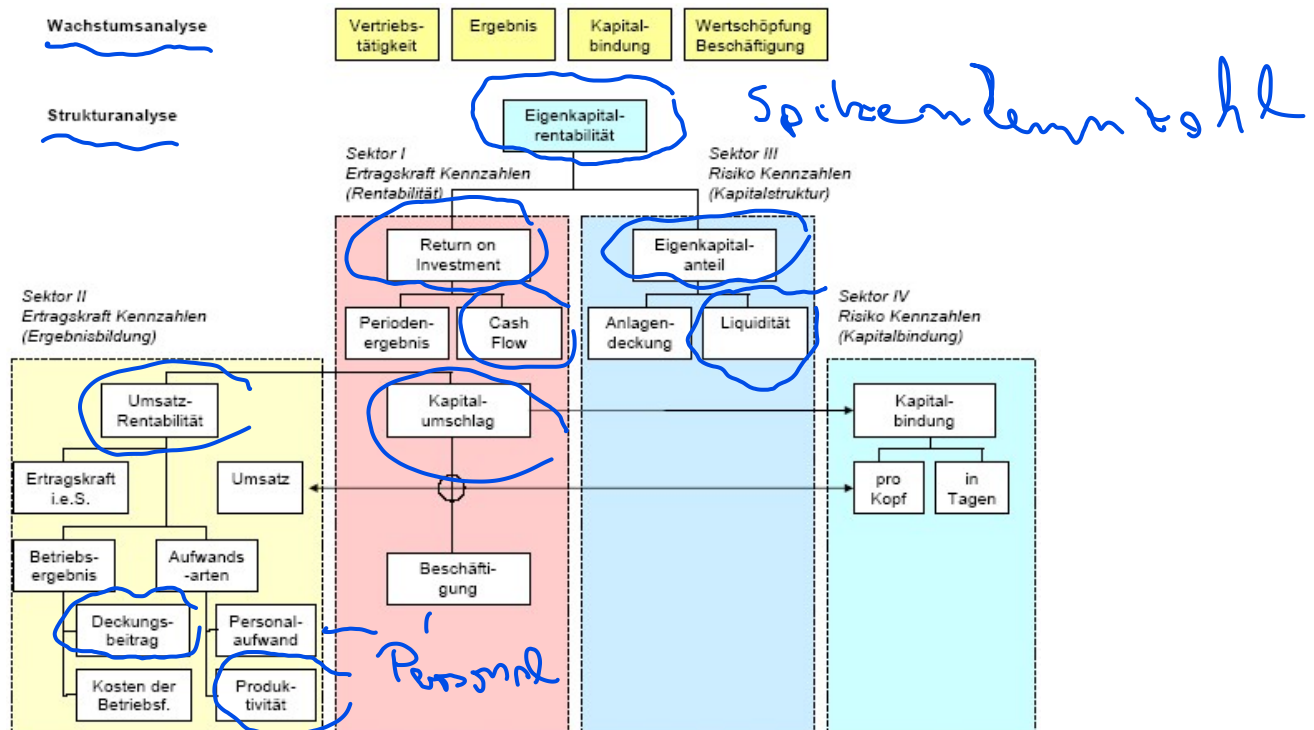 Wachstumsanalyse
Vertriebs-
tätigkeit
Ergebnis
Kapital-
bindung
Wertschöpfung
Beschäftigung
Strukturanalyse
Eigenkapital-
rentabilität
Spitzenkennzahl
Sektor I
Ertragskraft Kennzahlen
(Rentabilität)
Sektor III
Risiko Kennzahlen
(Kapitalstruktur)
Return on
Investment
Eigenkapital-
anteil
Sektor II
Ertragskraft Kennzahlen
(Ergebnisbildung)
Perioden-
ergebnis
Cash
Flow
Anlagen-
deckung
Liquidität
Sektor IV
Risiko Kennzahlen
(Kapitalbindung)
Umsatz-
Rentabilität
Kapital-
umschlag
Kapital-
bindung
Ertragskraft
i.e.S.
Umsatz
pro
Kopf
in
Tagen
Betriebs-
ergebnis
Aufwands
-arten
Beschäfti-
gung
Deckungs-
beitrag
Personal-
aufwand
Personal
Kosten der
Betriebsf.
Produk-
tivität